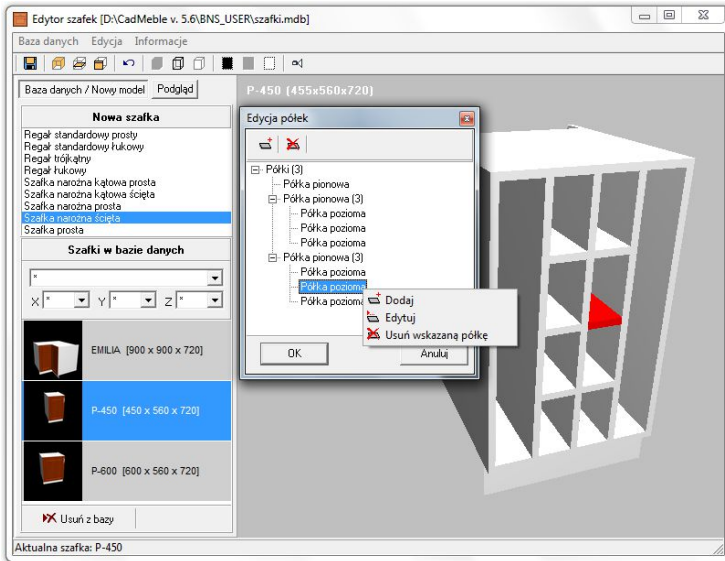 Edytor szafek [D:\CadMeble v. 5.6\BNS_USER\szafki.mdb]
Baza danych Edycja Informacje
Baza danych / Nowy model Podgląd
P-450 (455x560x720)
Nowa szafka
Regał standardowy prosty
Regał standardowy łukowy
Regał trójkątny
Regał łukowy
Szafka narożna kątowa prosta
Szafka narożna kątowa ścięta
Szafka narożna prosta
Szafka narożna ścięta
Szafka prosta
Szafki w bazie danych
*
X * Y * Z *
EMILIA [900 x 900 x 720]
P-450 [450 x 560 x 720]
P-600 [600 x 560 x 720]
Usuń z bazy
Edycja półek
Półki (3)
Półka pionowa
Półka pionowa (3)
Półka pozioma
Półka pozioma
Półka pozioma
Półka pionowa (3)
Półka pozioma
Półka pozioma
Półka pozioma
Dodaj
Edytuj
Usuń wskazaną półkę
OK Anuluj
Aktualna szafka: P-450